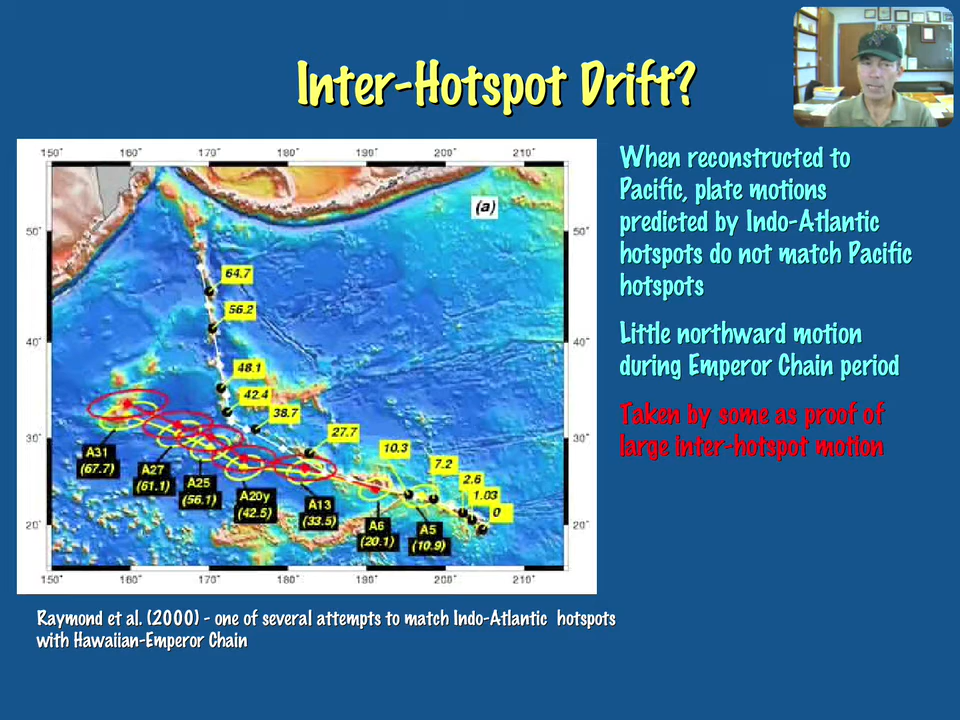 Inter-Hotspot Drift?
When reconstructed to
Pacific, plate motions
predicted by Indo-Atlantic
hotspots do not match Pacific
hotspots
Little northward motion
during Emperor Chain period
Taken by some as proof of
large inter-hotspot motion
150° 160° 170° 180° 190° 200° 210°
(a)
50° 50°
64.7
56.2
40° 40°
48.1
42.4
38.7
30° 30°
27.7
10.3
7.2
2.6
1.03
0
A31
(67.7)
A27
(61.1)
A25
(56.1)
A20y
(42.5)
A13
(33.5)
A6
(20.1)
A5
(10.9)
20° 20°
150° 160° 170° 180° 190° 200° 210°
Raymond et al. (2000) - one of several attempts to match Indo-Atlantic hotspots
with Hawaiian-Emperor Chain